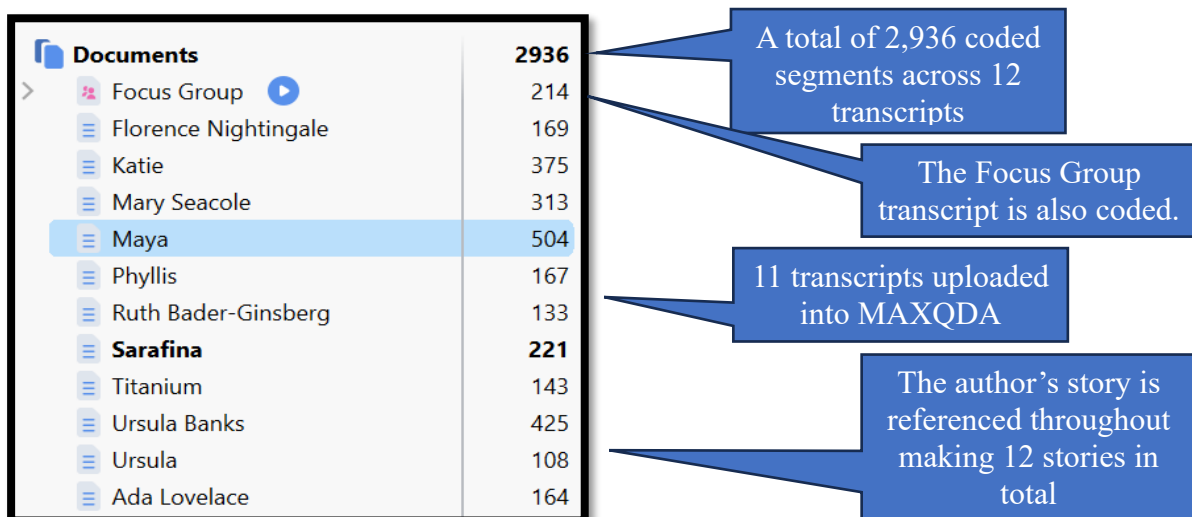 Documents 2936
Focus Group 214
Florence Nightingale 169
Katie 375
Mary Seacole 313
Maya 504
Phyllis 167
Ruth Bader-Ginsberg 133
Sarafina 221
Titanium 143
Ursula Banks 425
Ursula 108
Ada Lovelace 164
A total of 2,936 coded
segments across 12
transcripts
The Focus Group
transcript is also coded.
11 transcripts uploaded
into MAXQDA
The author’s story is
referenced throughout
making 12 stories in
total